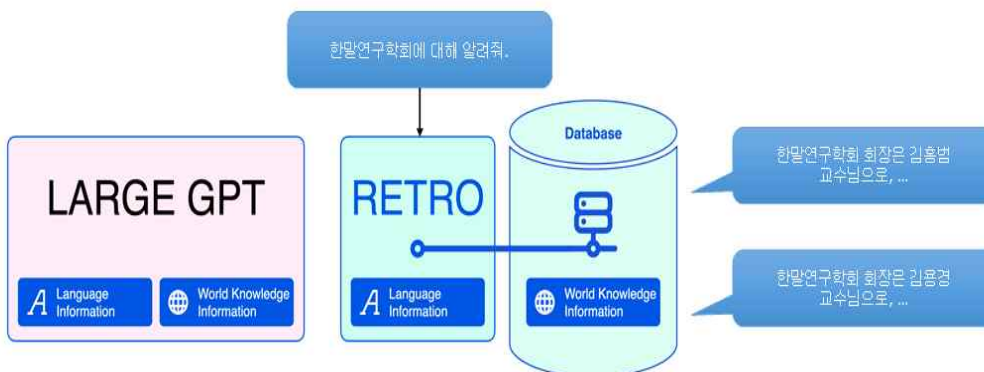 한말연구학회에 대해 알려줘.
LARGE GPT
Language
Information
World Knowledge
Information
RETRO
Language
Information
Database
World Knowledge
Information
한말연구학회 회장은 김홍범
교수님으로, ...
한말연구학회 회장은 김용경
교수님으로, ...